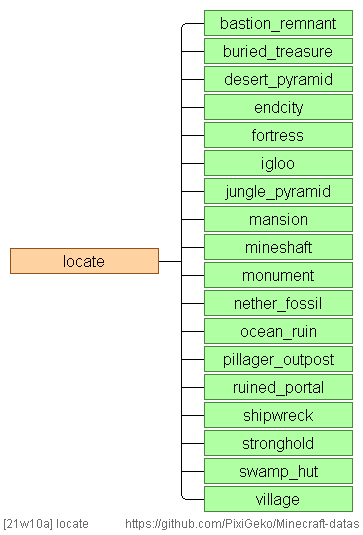 bastion_remnant
buried_treasure
desert_pyramid
endcity
fortress
igloo
jungle_pyramid
mansion
mineshaft
locate
monument
nether_fossil
ocean_ruin
pillager_outpost
ruined_portal
shipwreck
stronghold
swamp_hut
village
[21w10a] locate https://github.com/PixiGeko/Minecraft-datas